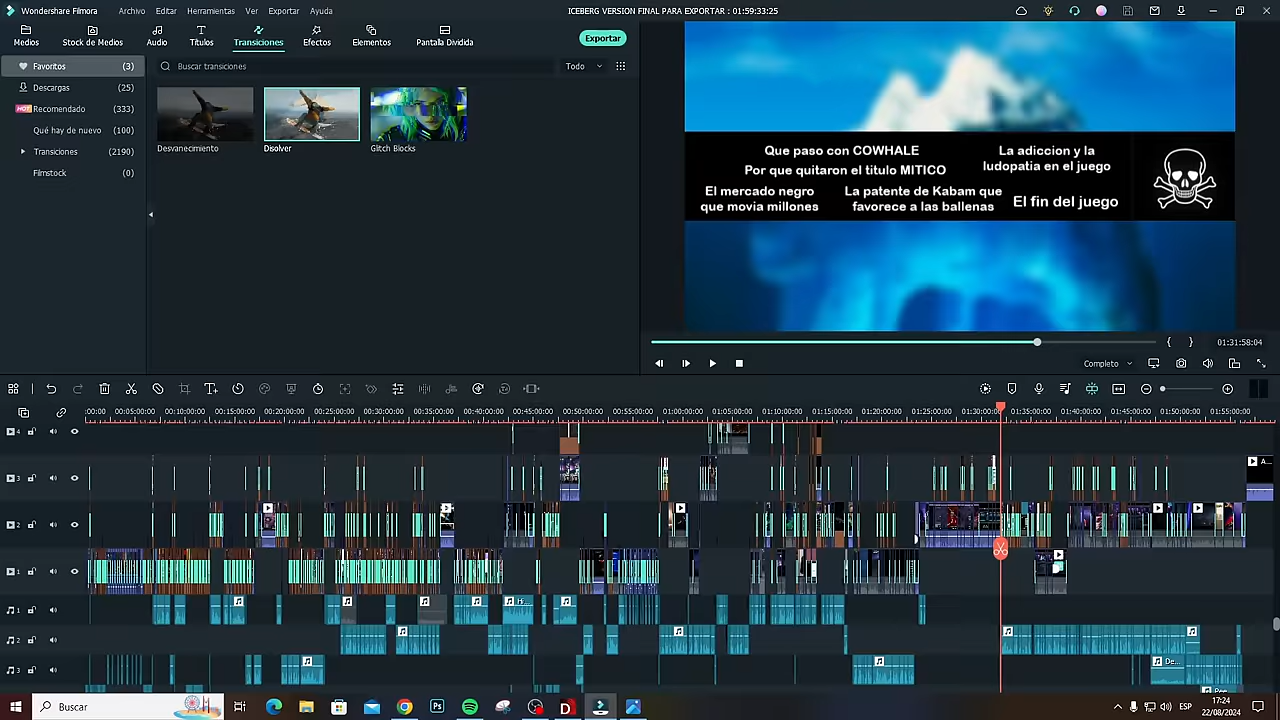 Wondershare Filmora Archivo Editar Herramientas Ver Exportar Ayuda ICEBERG VERSION FINAL PARA EXPORTAR : 01:59:33:25
Medios Stock de Medios Audio Títulos Transiciones Efectos Elementos Pantalla Dividida Exportar
Favoritos (3)
Descargas (25)
HOT Recomendado (333)
Qué hay de nuevo (100)
Transiciones (2190)
Filmstock (0)
Buscar transiciones Todo
Desvanecimiento Disolver Glitch Blocks
Que paso con COWHALE
Por que quitaron el titulo MITICO
La adiccion y la
ludopatia en el juego
El mercado negro
que movia millones
La patente de Kabam que
favorece a las ballenas
El fin del juego
01:31:58:04
Completo
:00:00 00:05:00:00 00:10:00:00 00:15:00:00 00:20:00:00 00:25:00:00 00:30:00:00 00:35:00:00 00:40:00:00 00:45:00:00 00:50:00:00 00:55:00:00 01:00:00:00 01:05:00:00 01:10:00:00 01:15:00:00 01:20:00:00 01:25:00:00 01:30:00:00 01:35:00:00 01:40:00:00 01:45:00:00 01:50:00:00 01:55:00:00
4
3 A...
2
1
1
2
3 De...
Buscar
Ps
D
ESP
17:24
22/08/2024